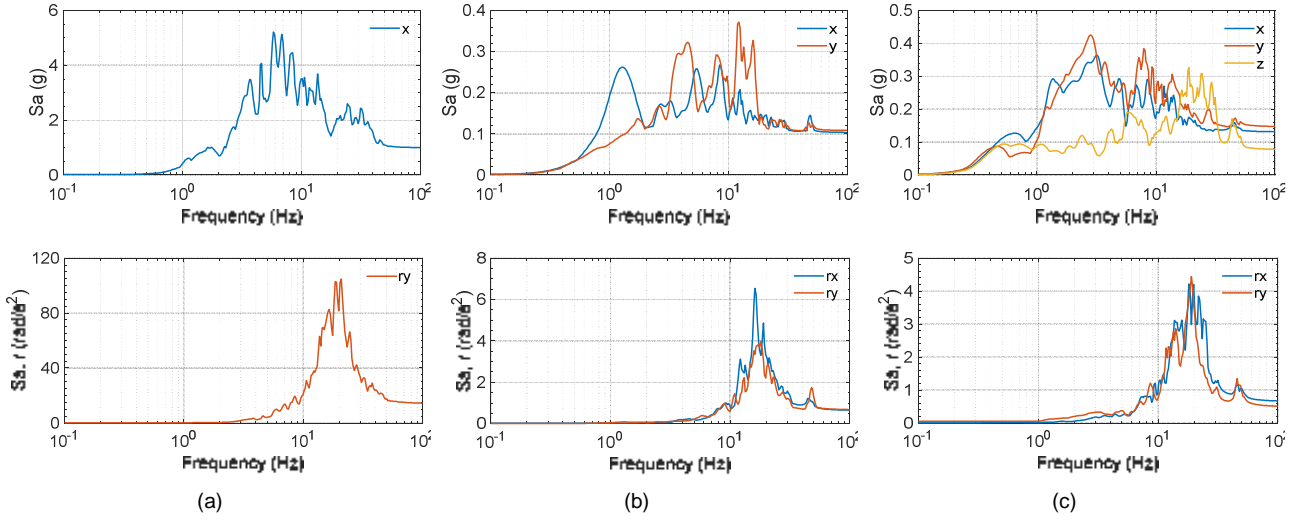 6
4
2
0
Sa (g)
x
10^-1
10^0
10^1
10^2
Frequency (Hz)
0.4
0.3
0.2
0.1
0
Sa (g)
x
y
10^-1
10^0
10^1
10^2
Frequency (Hz)
0.5
0.4
0.3
0.2
0.1
0
Sa (g)
x
y
z
10^-1
10^0
10^1
10^2
Frequency (Hz)
120
80
40
0
Sa, r (rad/s^2)
ry
10^-1
10^0
10^1
10^2
Frequency (Hz)
8
6
4
2
0
Sa, r (rad/s^2)
rx
ry
10^-1
10^0
10^1
10^2
Frequency (Hz)
5
4
3
2
1
0
Sa, r (rad/s^2)
rx
ry
10^-1
10^0
10^1
10^2
Frequency (Hz)
(a)
(b)
(c)